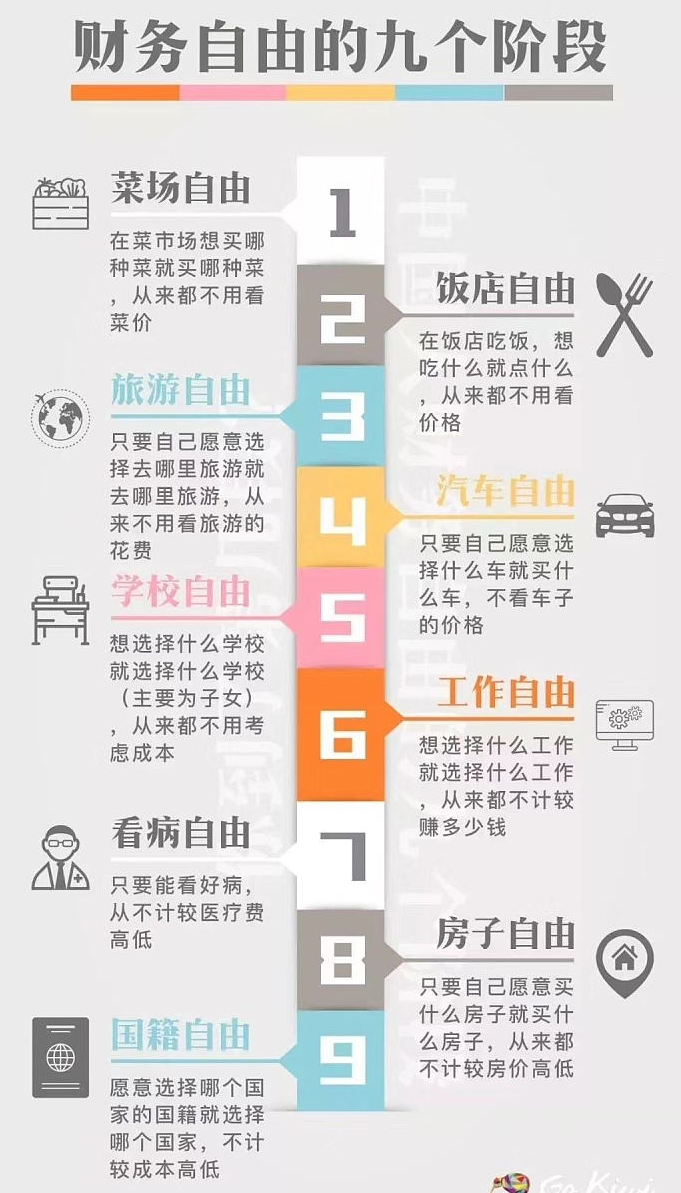 财务自由的九个阶段
1
菜场自由
在菜市场想买哪
种菜就买哪种菜
，从来都不用看
菜价
2
饭店自由
在饭店吃饭，想
吃什么就点什么
，从来都不用看
价格
3
旅游自由
只要自己愿意选
择去哪里旅游就
去哪里旅游，从
来不用看旅游的
花费
4
汽车自由
只要自己愿意选
择什么车就买什
么车，不看车子
的价格
5
学校自由
想选择什么学校
就选择什么学校
（主要为子女）
，从来都不用考
虑成本
6
工作自由
想选择什么工作
就选择什么工作
，从来都不计较
赚多少钱
7
看病自由
只要能看好病，
从不计较医疗费
高低
8
房子自由
只要自己愿意买
什么房子就买什
么房子，从来都
不计较房价高低
9
国籍自由
愿意选择哪个国
家的国籍就选择
哪个国家，不计
较成本高低
Go Kiwi